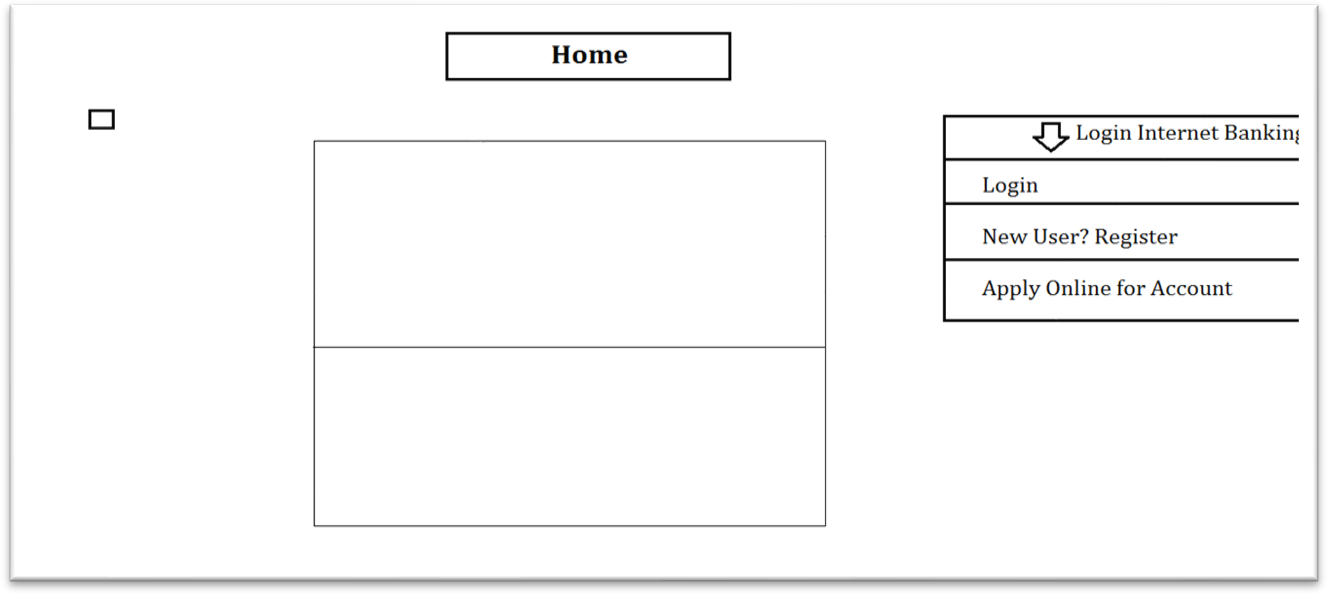 Home
Login Internet Banking
Login
New User? Register
Apply Online for Account